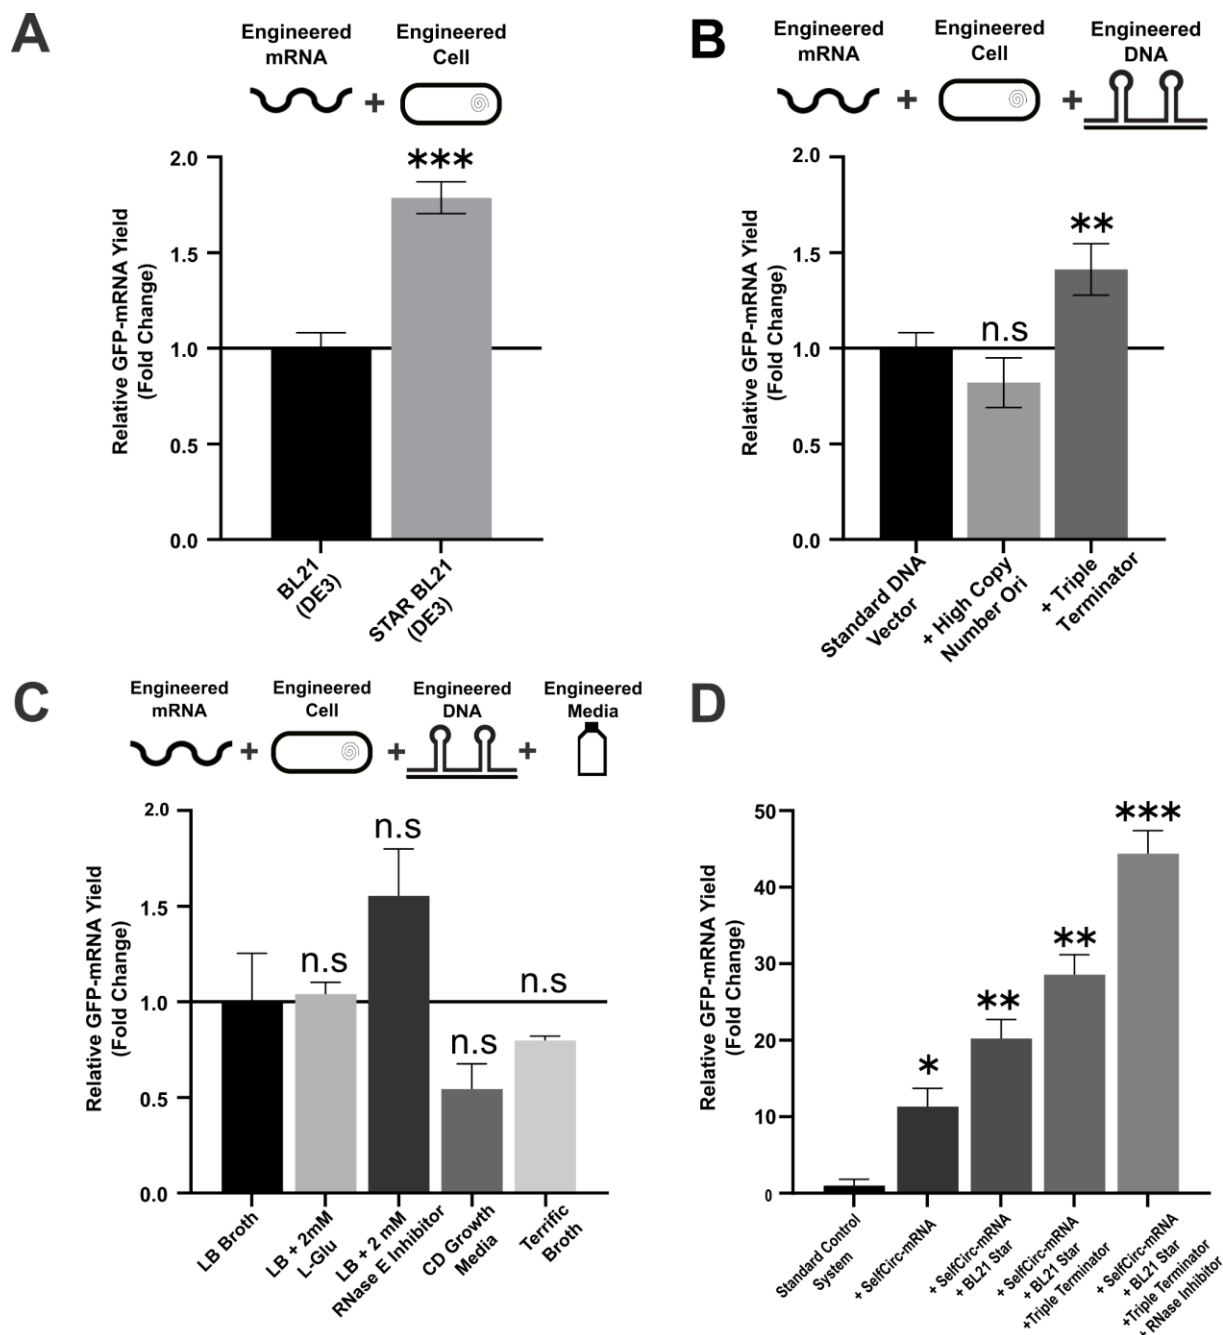 A
Engineered
mRNA
+
Engineered
Cell
Relative GFP-mRNA Yield
(Fold Change)
2.0
1.5
1.0
0.5
0.0
***
BL21
(DE3)
STAR BL21
(DE3)
B
Engineered
mRNA
+
Engineered
Cell
+
Engineered
DNA
Relative GFP-mRNA Yield
(Fold Change)
2.0
1.5
1.0
0.5
0.0
n.s
**
Standard DNA
Vector
+ High Copy
Number Ori
+ Triple
Terminator
C
Engineered
mRNA
+
Engineered
Cell
+
Engineered
DNA
+
Engineered
Media
Relative GFP-mRNA Yield
(Fold Change)
2.0
1.5
1.0
0.5
0.0
n.s
n.s
n.s
n.s
LB Broth
LB + 2mM
L-Glu
LB + 2 mM
RNase E Inhibitor
CD Growth
Media
Terrific
Broth
D
Relative GFP-mRNA Yield
(Fold Change)
50
40
30
20
10
0
*
**
**
***
Standard Control
System
+ SelfCirc-mRNA
+ SelfCirc-mRNA
+ BL21 Star
+ SelfCirc-mRNA
+ BL21 Star
+Triple Terminator
+ SelfCirc-mRNA
+ BL21 Star
+Triple Terminator
+ RNase Inhibitor